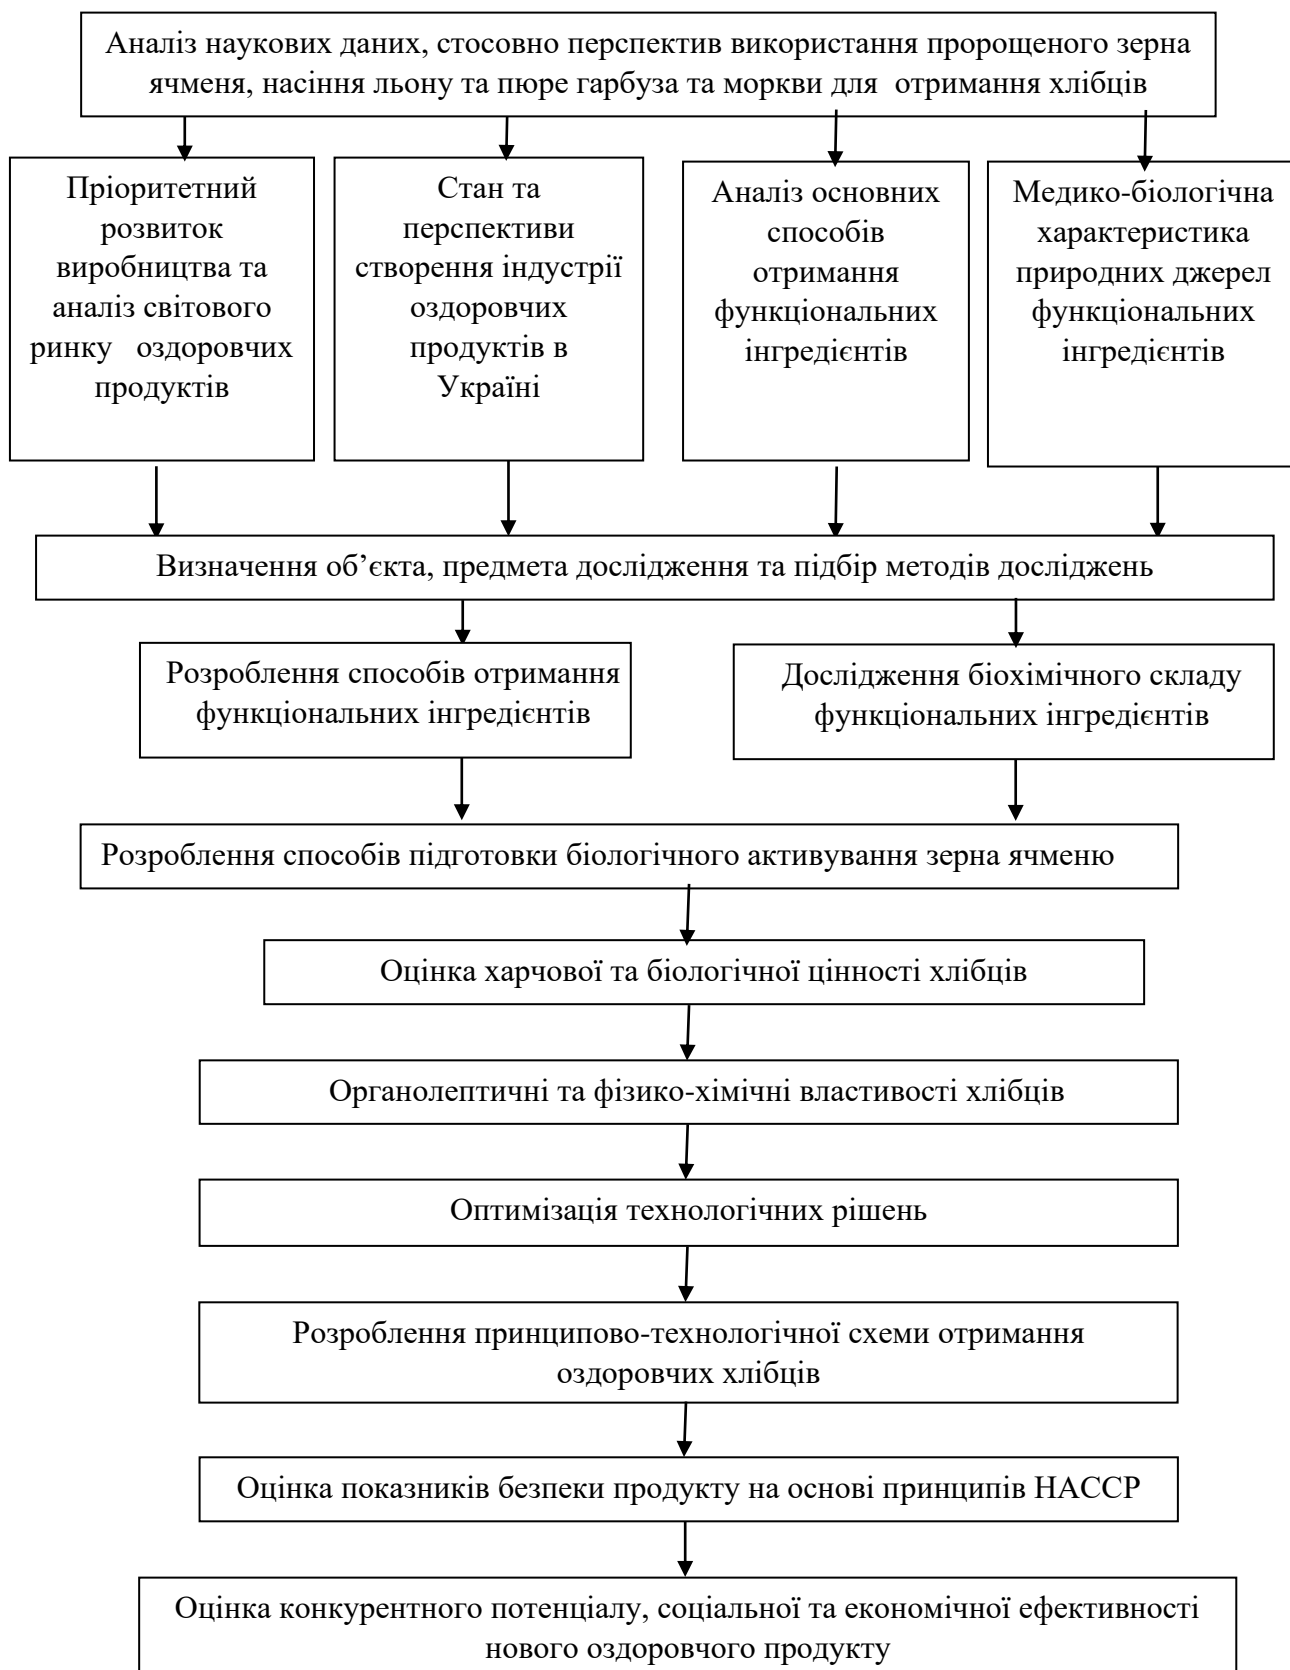 Аналіз наукових даних, стосовно перспектив використання пророщеного зерна
ячменя, насіння льону та пюре гарбуза та моркви для отримання хлібців
Пріоритетний
розвиток
виробництва та
аналіз світового
ринку оздоровчих
продуктів
Стан та
перспективи
створення індустрії
оздоровчих
продуктів в
Україні
Аналіз основних
способів
отримання
функціональних
інгредієнтів
Медико-біологічна
характеристика
природних джерел
функціональних
інгредієнтів
Визначення об’єкта, предмета дослідження та підбір методів досліджень
Розроблення способів отримання
функціональних інгредієнтів
Дослідження біохімічного складу
функціональних інгредієнтів
Розроблення способів підготовки біологічного активування зерна ячменю
Оцінка харчової та біологічної цінності хлібців
Органолептичні та фізико-хімічні властивості хлібців
Оптимізація технологічних рішень
Розроблення принципово-технологічної схеми отримання
оздоровчих хлібців
Оцінка показників безпеки продукту на основі принципів НАССР
Оцінка конкурентного потенціалу, соціальної та економічної ефективності
нового оздоровчого продукту